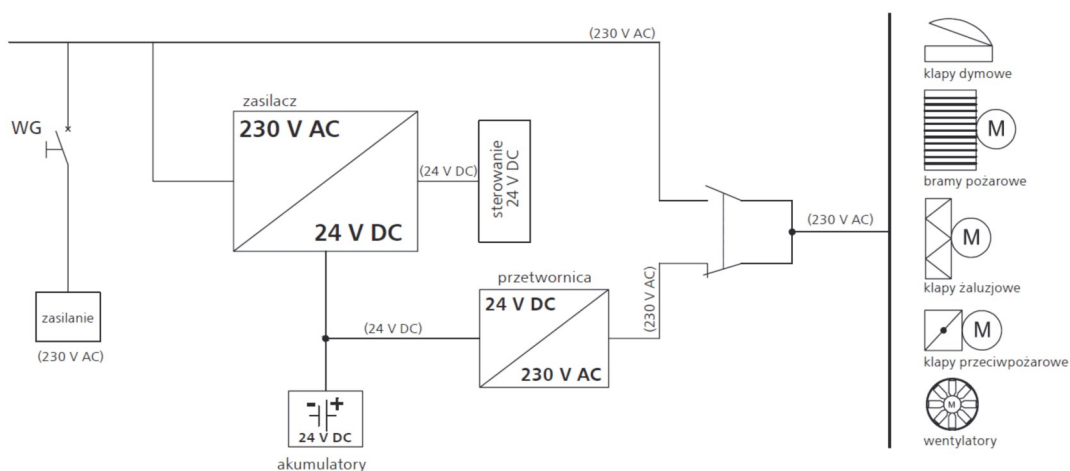 (230 V AC)
WG
zasilanie
(230 V AC)
zasilacz
230 V AC
24 V DC
(24 V DC)
sterowanie
24 V DC
(24 V DC)
- +
24 V DC
akumulatory
przetwornica
24 V DC
230 V AC
(230 V AC)
(230 V AC)
klapy dymowe
M
bramy pożarowe
M
klapy żaluzjowe
M
klapy przeciwpożarowe
M
wentylatory